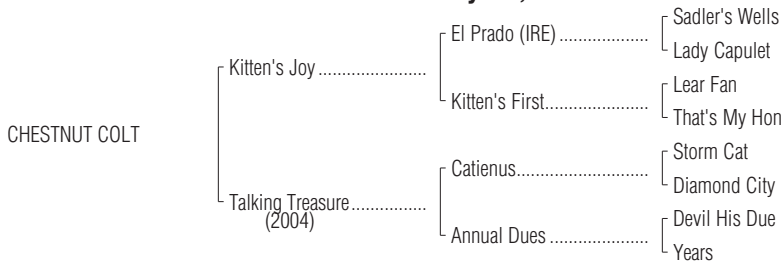 Sadler's Wells
El Prado (IRE)
Lady Capulet
Kitten's Joy
Lear Fan
Kitten's First
That's My Hon
CHESTNUT COLT
Storm Cat
Catienus
Diamond City
Talking Treasure
(2004)
Devil His Due
Annual Dues
Years